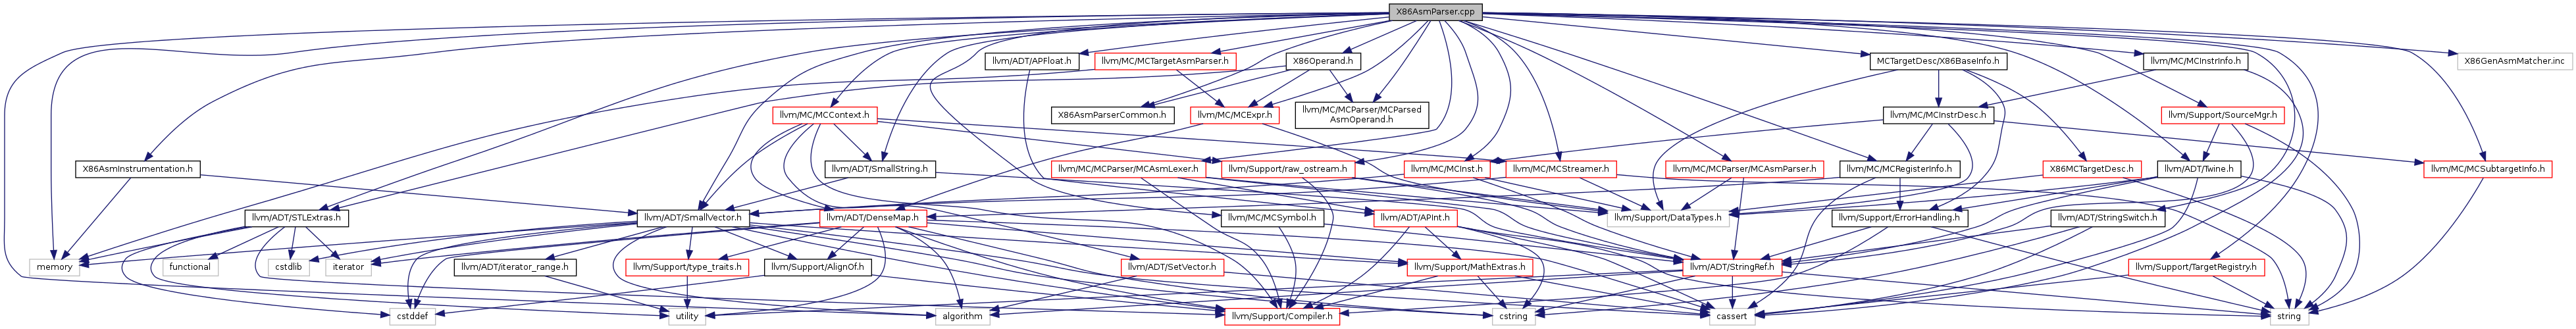 X86AsmParser.cpp
llvm/ADT/APFloat.h
llvm/MC/MCTargetAsmParser.h
X86Operand.h
MCTargetDesc/X86BaseInfo.h
llvm/MC/MCInstrInfo.h
X86GenAsmMatcher.inc
llvm/MC/MCContext.h
X86AsmParserCommon.h
llvm/MC/MCExpr.h
llvm/MC/MCParser/MCParsed
AsmOperand.h
llvm/MC/MCInstrDesc.h
llvm/Support/SourceMgr.h
X86AsmInstrumentation.h
llvm/ADT/SmallString.h
llvm/MC/MCParser/MCAsmLexer.h
llvm/Support/raw_ostream.h
llvm/MC/MCInst.h
llvm/MC/MCStreamer.h
llvm/MC/MCParser/MCAsmParser.h
llvm/MC/MCRegisterInfo.h
X86MCTargetDesc.h
llvm/ADT/Twine.h
llvm/MC/MCSubtargetInfo.h
llvm/ADT/STLExtras.h
llvm/ADT/SmallVector.h
llvm/ADT/DenseMap.h
llvm/MC/MCSymbol.h
llvm/ADT/APInt.h
llvm/Support/DataTypes.h
llvm/Support/ErrorHandling.h
llvm/ADT/StringSwitch.h
memory
functional
cstdlib
iterator
llvm/ADT/iterator_range.h
llvm/Support/type_traits.h
llvm/Support/AlignOf.h
llvm/ADT/SetVector.h
llvm/Support/MathExtras.h
llvm/ADT/StringRef.h
llvm/Support/TargetRegistry.h
cstddef
utility
algorithm
llvm/Support/Compiler.h
cstring
cassert
string